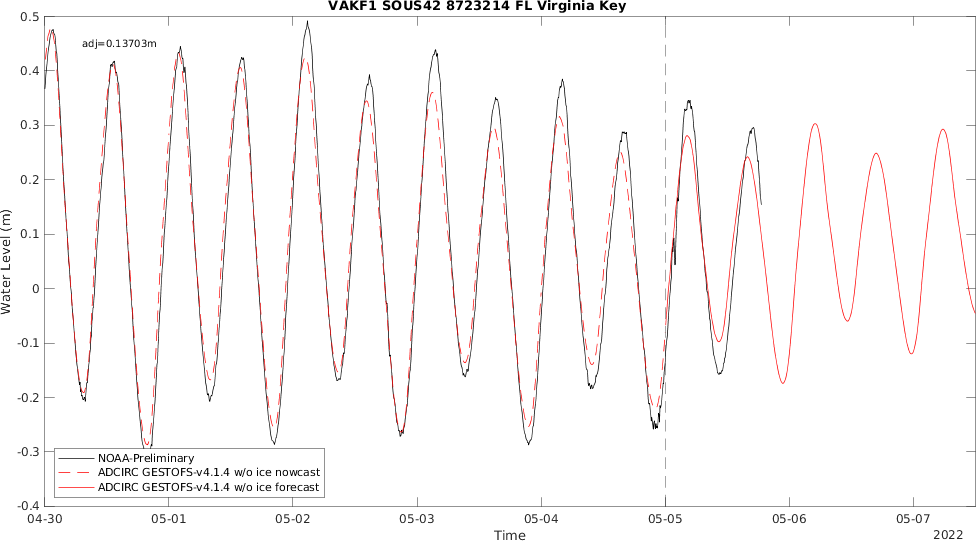 VAKF1 SOUS42 8723214 FL Virginia Key
adj=0.13703m
Water Level (m)
0.5
0.4
0.3
0.2
0.1
0
-0.1
-0.2
-0.3
-0.4
NOAA-Preliminary
ADCIRC GESTOFS-v4.1.4 w/o ice nowcast
ADCIRC GESTOFS-v4.1.4 w/o ice forecast
04-30 05-01 05-02 05-03 05-04 05-05 05-06 05-07
Time
2022